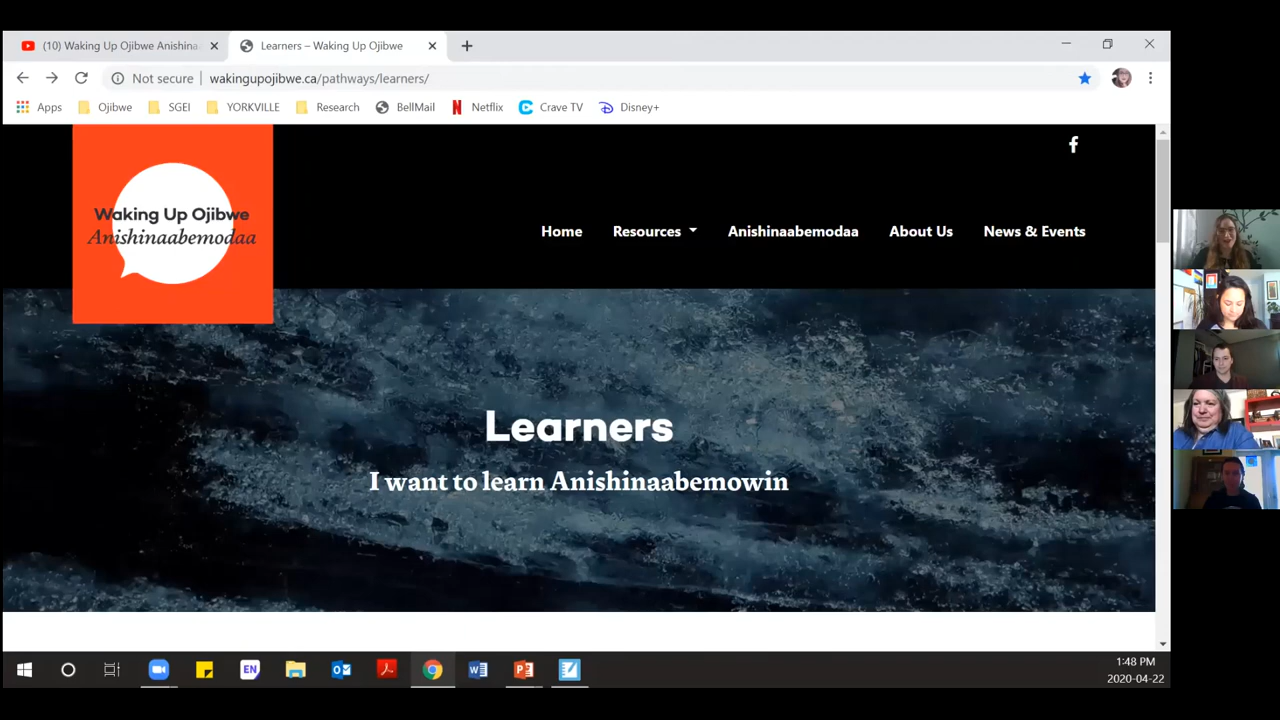 (10) Waking Up Ojibwe Anishina
Learners – Waking Up Ojibwe
Not secure
wakingupojibwe.ca/pathways/learners/
Apps
Ojibwe
SGEI
YORKVILLE
Research
BellMail
Netflix
Crave TV
Disney+
Waking Up Ojibwe
Anishinaabemodaa
Home
Resources
Anishinaabemodaa
About Us
News & Events
Learners
I want to learn Anishinaabemowin
EN
1:48 PM
2020-04-22